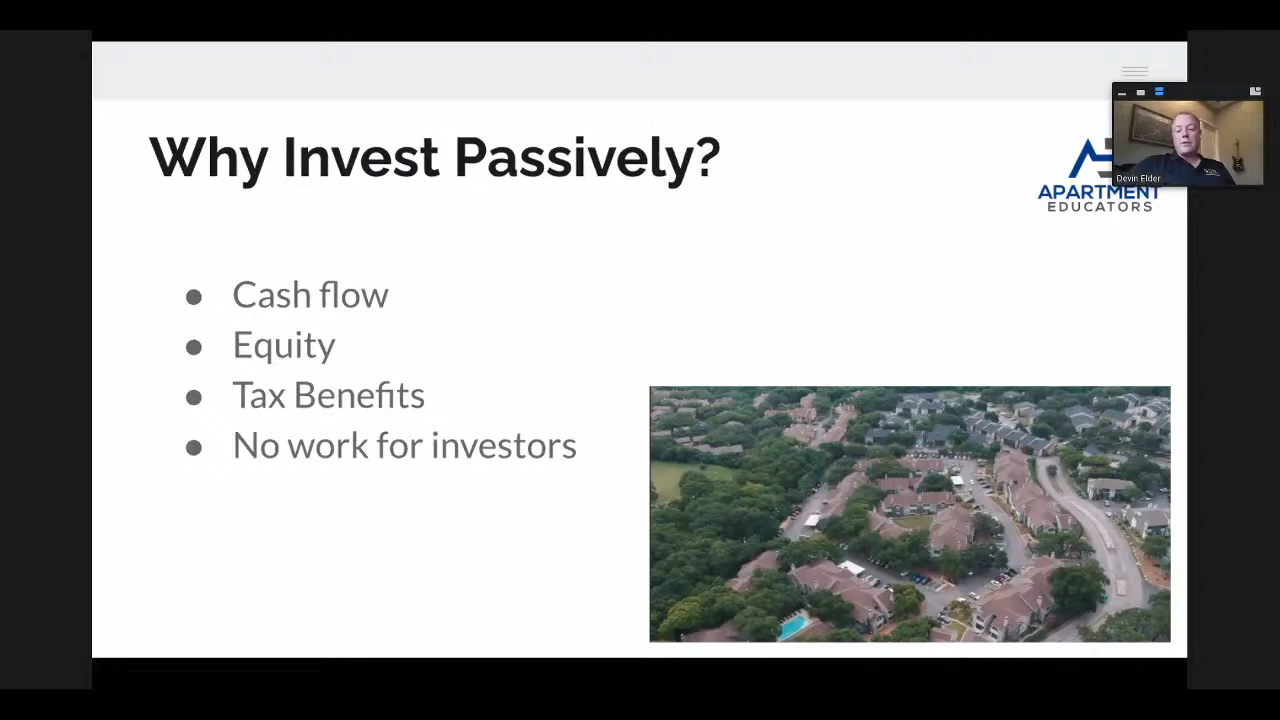 Why Invest Passively?
Devin Elder
APARTMENT
EDUCATORS
● Cash flow
● Equity
● Tax Benefits
● No work for investors